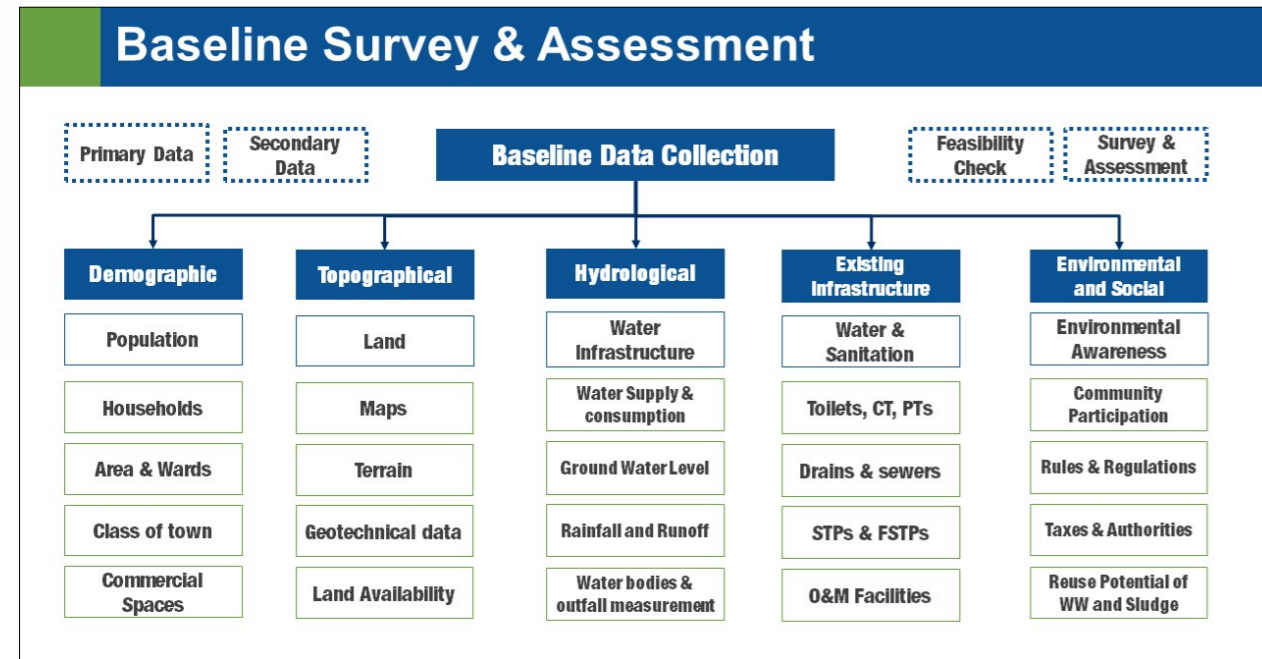 Baseline Survey & Assessment
Primary Data
Secondary
Data
Baseline Data Collection
Feasibility
Check
Survey &
Assessment
Demographic
Population
Households
Area & Wards
Class of town
Commercial
Spaces
Topographical
Land
Maps
Terrain
Geotechnical data
Land Availability
Hydrological
Water
Infrastructure
Water Supply &
consumption
Ground Water Level
Rainfall and Runoff
Water bodies &
outfall measurement
Existing
Infrastructure
Water &
Sanitation
Toilets, CT, PTs
Drains & sewers
STPs & FSTPs
O&M Facilities
Environmental
and Social
Environmental
Awareness
Community
Participation
Rules & Regulations
Taxes & Authorities
Reuse Potential of
WW and Sludge